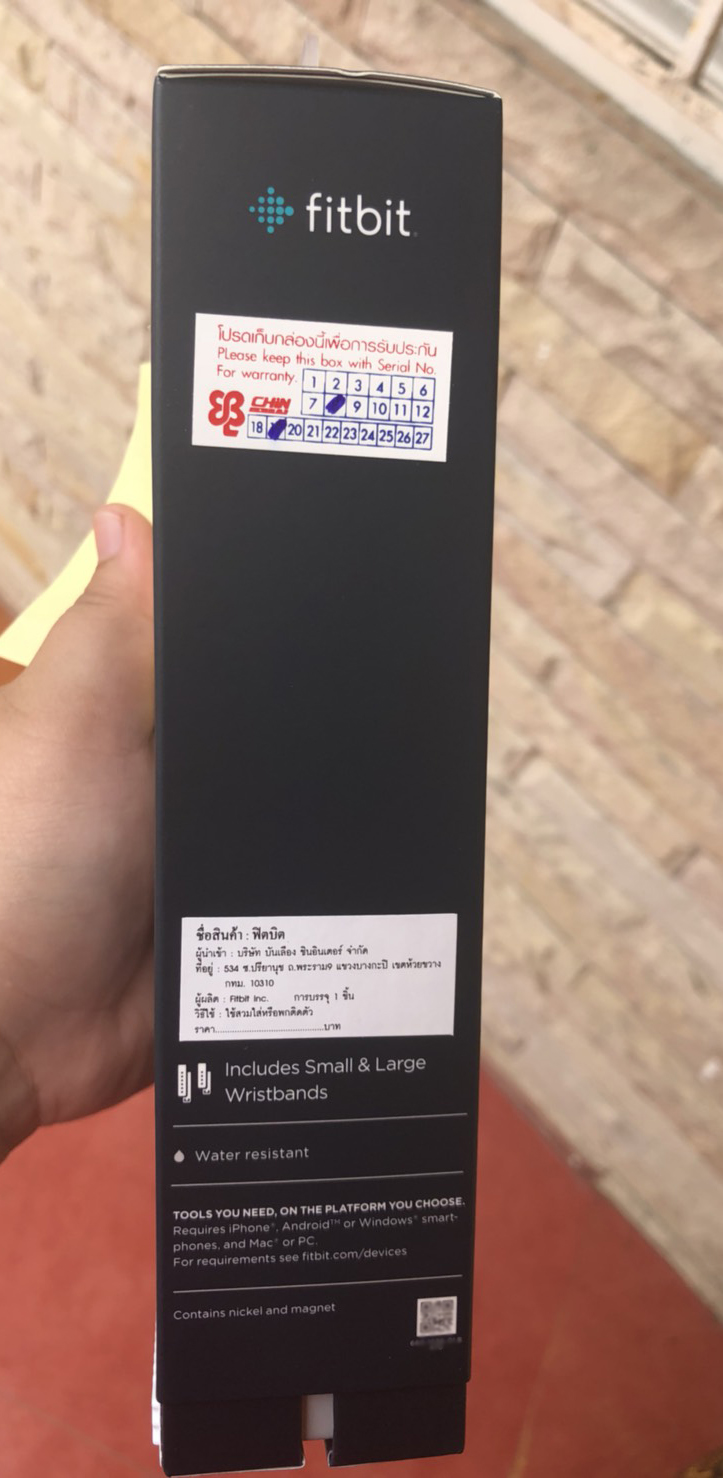 fitbit
โปรดเก็บกล่องนี้เพื่อการรับประกัน
PLease keep this box with Serial No.
For warranty.
1 2 3 4 5 6
7 9 10 11 12
CHIN
18 20 21 22 23 24 25 26 27
ชื่อสินค้า : ฟิตบิต
ผู้นำเข้า : บริษัท บันเลือง ชินอินเตอร์ จำกัด
ที่อยู่ : 534 ซ.ปรียานุช ถ.พระราม9 แขวงบางกะปิ เขตห้วยขวาง
กทม. 10310
ผู้ผลิต : Fitbit Inc. การบรรจุ 1 ชิ้น
วิธีใช้ : ใช้สวมใส่หรือพกติดตัว
ราคา..............................บาท
Includes Small & Large
Wristbands
Water resistant
TOOLS YOU NEED, ON THE PLATFORM YOU CHOOSE.
Requires iPhone®, Android™ or Windows® smart-
phones, and Mac® or PC.
For requirements see fitbit.com/devices
Contains nickel and magnet